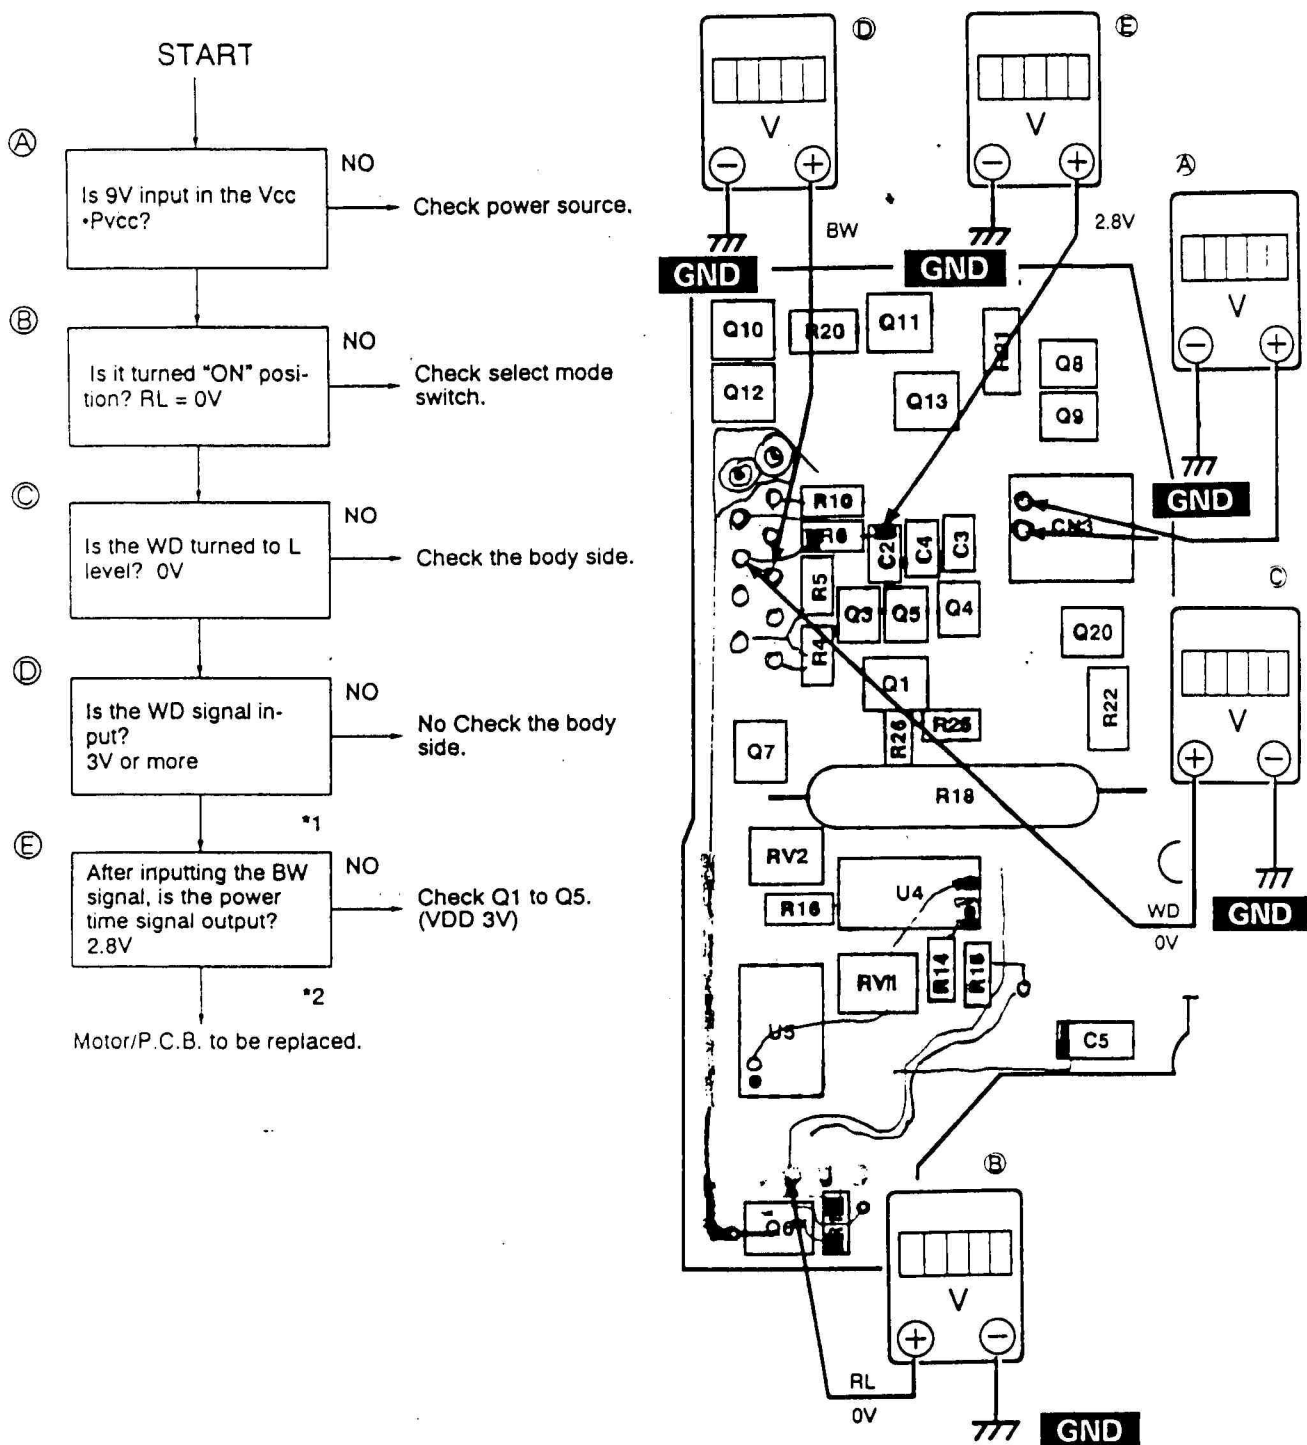 START
Ⓐ
Is 9V input in the Vcc
•Pvcc?
NO
Check power source.
Ⓑ
Is it turned "ON" posi-
tion? RL = 0V
NO
Check select mode
switch.
Ⓒ
Is the WD turned to L
level? 0V
NO
Check the body side.
Ⓓ
Is the WD signal in-
put?
3V or more
NO
No Check the body
side.
*1
Ⓔ
After inputting the BW
signal, is the power
time signal output?
2.8V
NO
Check Q1 to Q5.
(VDD 3V)
*2
Motor/P.C.B. to be replaced.
Ⓓ
V
− +
BW
GND
Ⓔ
V
− +
2.8V
GND
Ⓐ
V
− +
GND
Q10
R20
Q11
Q8
Q12
Q13
Q9
R10
R6
C2
C4
C3
CN3
R5
Q3
Q5
Q4
Q20
R4
Q1
R22
R26
R25
Q7
R18
RV2
U4
R16
RV1
R14
R15
U5
C5
Q6
Ⓒ
V
+ −
WD
0V
GND
Ⓑ
V
+ −
RL
0V
GND